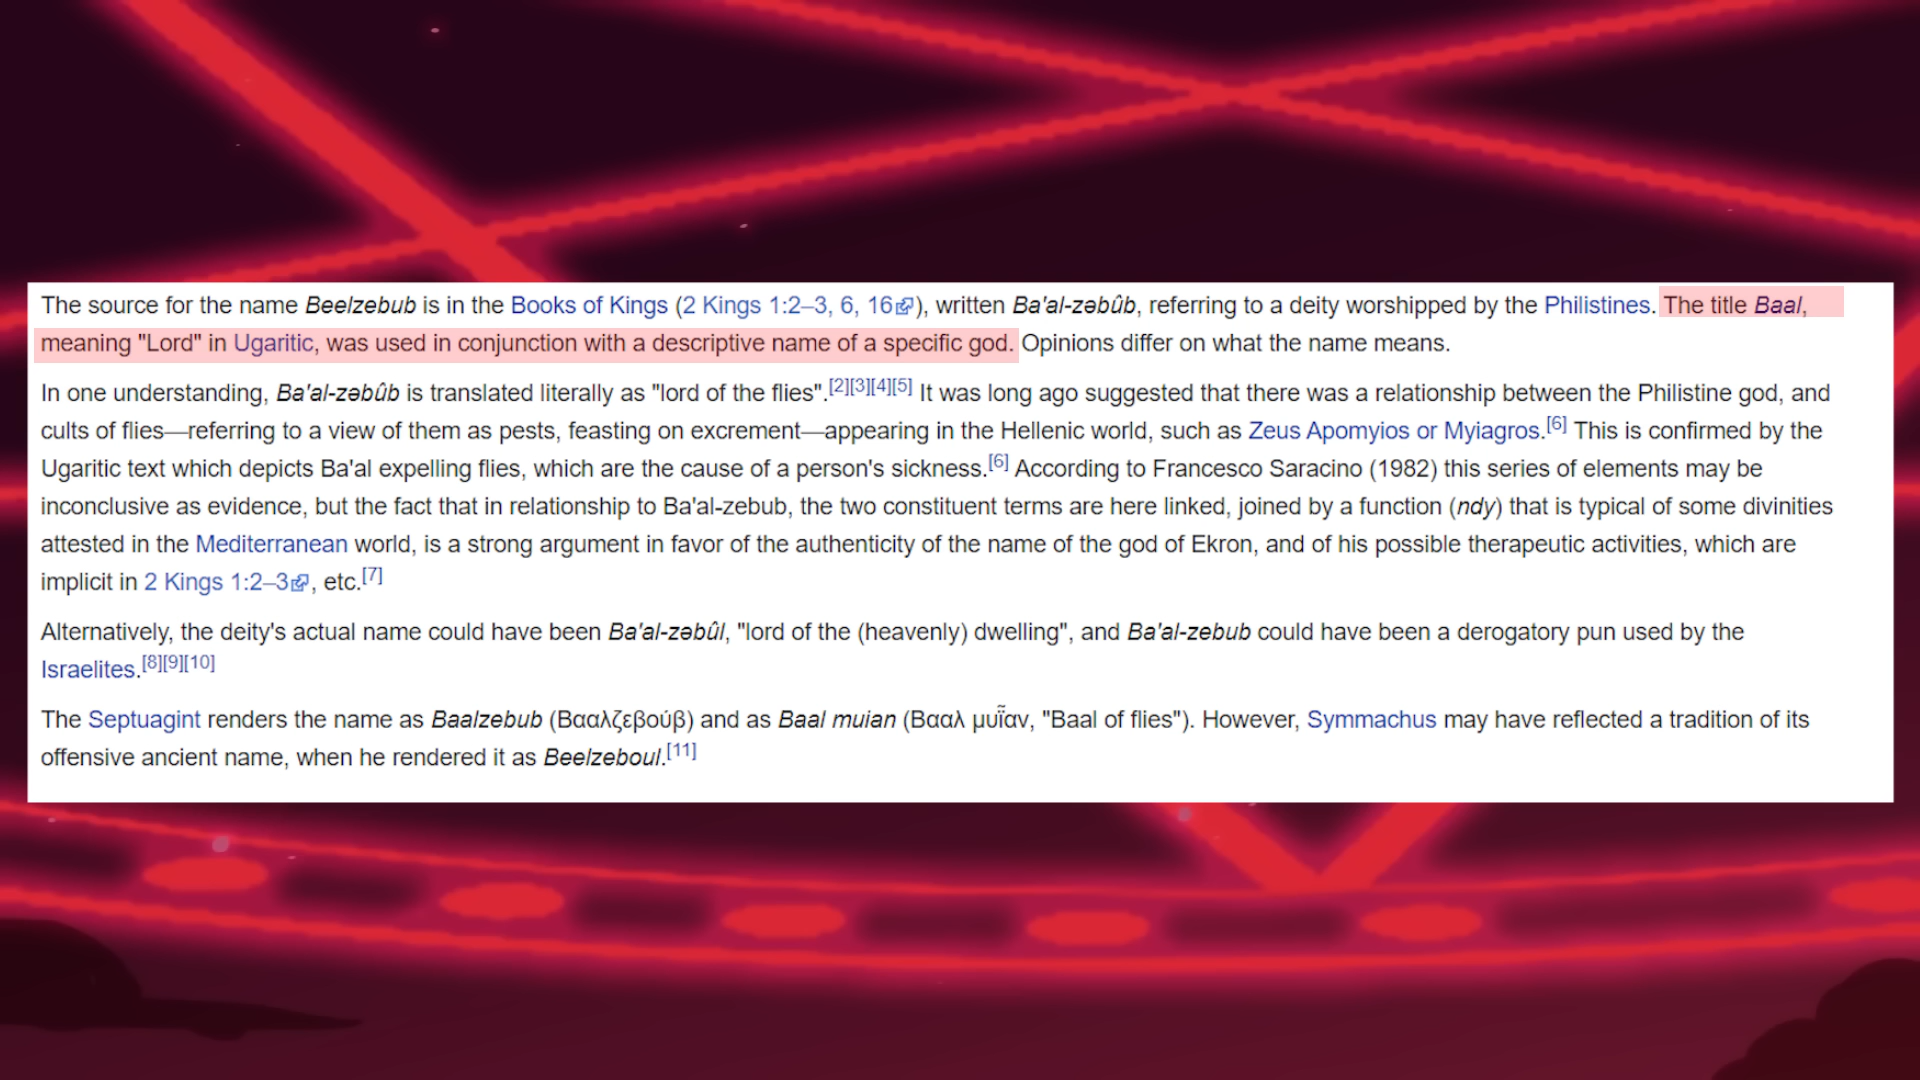 The source for the name Beelzebub is in the Books of Kings (2 Kings 1:2–3, 6, 16), written Ba'al-zəbûb, referring to a deity worshipped by the Philistines. The title Baal,
meaning "Lord" in Ugaritic, was used in conjunction with a descriptive name of a specific god. Opinions differ on what the name means.
In one understanding, Ba'al-zəbûb is translated literally as "lord of the flies".[2][3][4][5] It was long ago suggested that there was a relationship between the Philistine god, and
cults of flies—referring to a view of them as pests, feasting on excrement—appearing in the Hellenic world, such as Zeus Apomyios or Myiagros.[6] This is confirmed by the
Ugaritic text which depicts Ba'al expelling flies, which are the cause of a person's sickness.[6] According to Francesco Saracino (1982) this series of elements may be
inconclusive as evidence, but the fact that in relationship to Ba'al-zebub, the two constituent terms are here linked, joined by a function (ndy) that is typical of some divinities
attested in the Mediterranean world, is a strong argument in favor of the authenticity of the name of the god of Ekron, and of his possible therapeutic activities, which are
implicit in 2 Kings 1:2–3, etc.[7]
Alternatively, the deity's actual name could have been Ba'al-zəbûl, "lord of the (heavenly) dwelling", and Ba'al-zebub could have been a derogatory pun used by the
Israelites.[8][9][10]
The Septuagint renders the name as Baalzebub (Βααλζεβούβ) and as Baal muian (Βααλ μυῗαν, "Baal of flies"). However, Symmachus may have reflected a tradition of its
offensive ancient name, when he rendered it as Beelzeboul.[11]